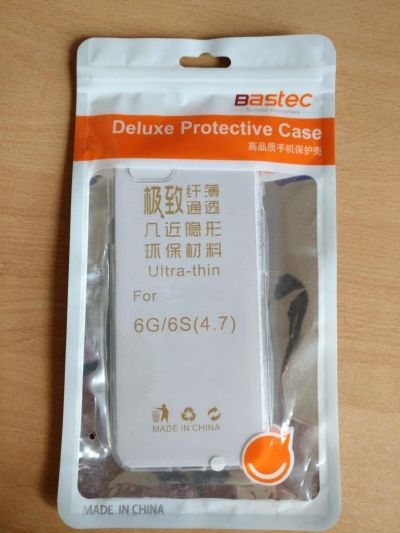 Bastec
Deluxe Protective Case
高品质手机保护壳
极致纤薄
通透
几近隐形
环保材料
Ultra-thin
For
6G/6S(4.7)
MADE IN CHINA
MADE IN CHINA